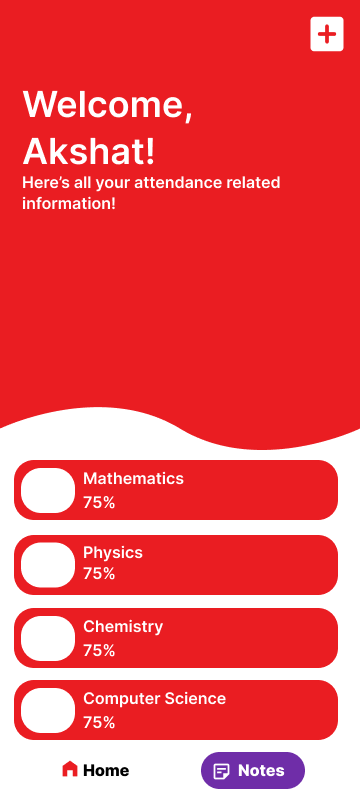 Welcome,
Akshat!
Here’s all your attendance related
information!
Mathematics
75%
Physics
75%
Chemistry
75%
Computer Science
75%
Home
Notes